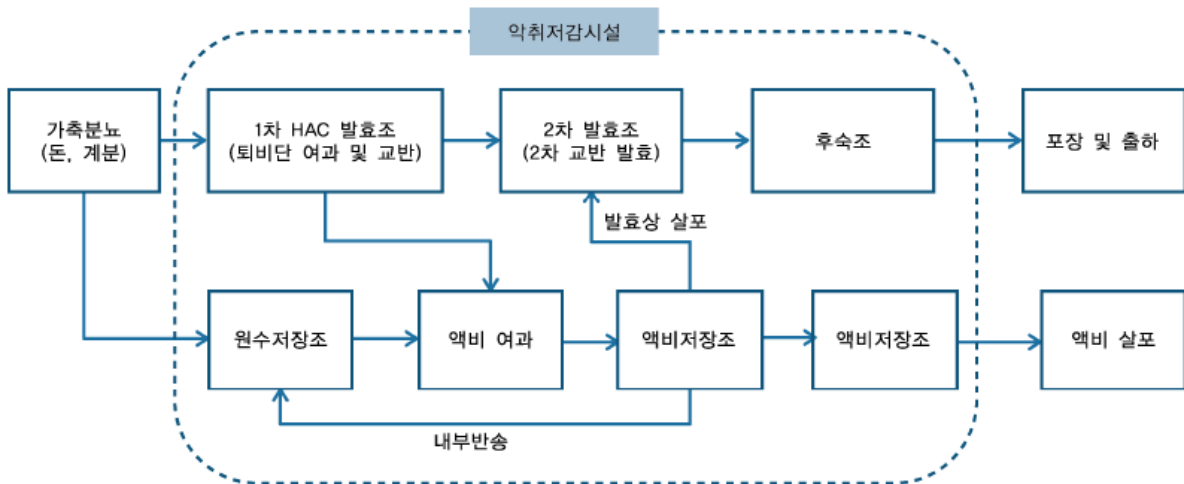 악취저감시설
가축분뇨
(돈, 계분)
1차 HAC 발효조
(퇴비단 여과 및 교반)
2차 발효조
(2차 교반 발효)
후숙조
포장 및 출하
발효상 살포
원수저장조
액비 여과
액비저장조
액비저장조
액비 살포
내부반송